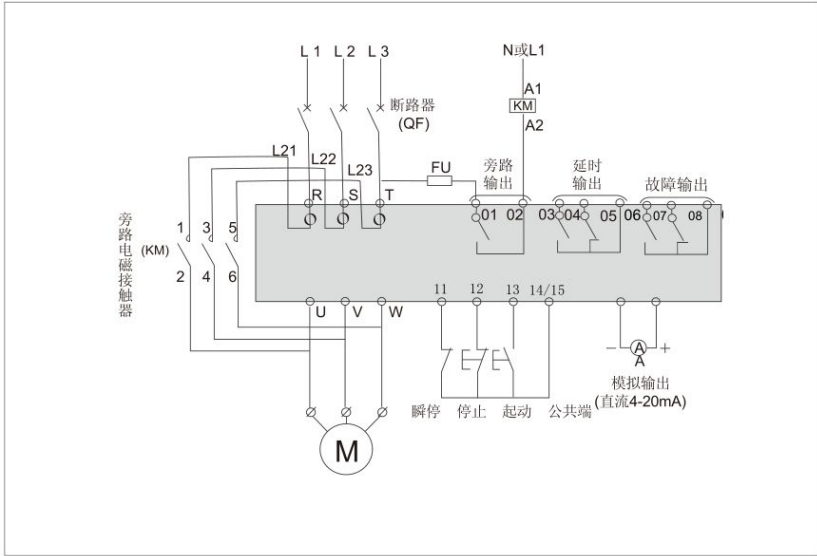 L 1 L 2 L 3
N或L1
A1
KM
A2
断路器
(QF)
L21
L22
L23
FU
旁路
输出
延时
输出
故障输出
R S T
01 02 03 04 05 06 07 08
旁路电磁接触器
(KM)
1 3 5
2 4 6
U V W
11 12 13 14/15
瞬停 停止 起动 公共端
- A +
A
模拟输出
(直流4-20mA)
M